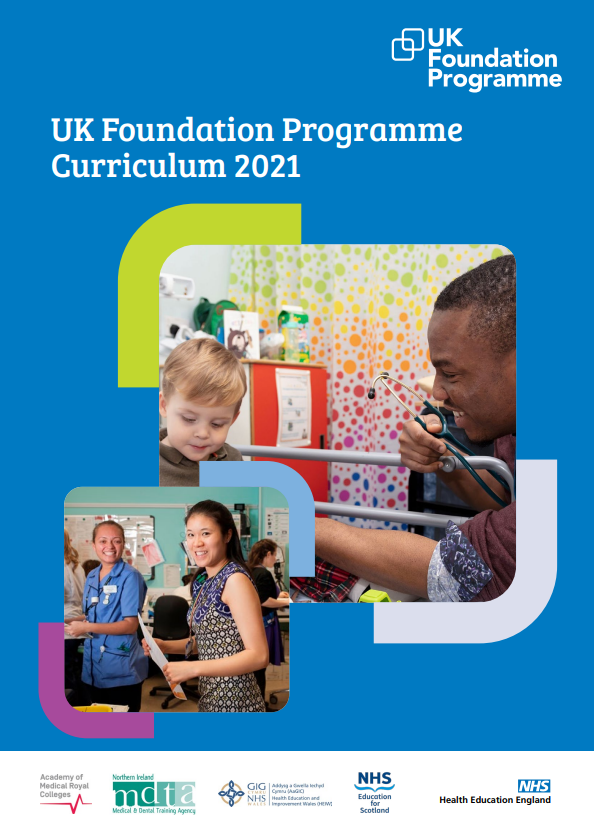 UK
Foundation
Programme
UK Foundation Programme
Curriculum 2021
Academy of
Medical Royal
Colleges
Northern Ireland
mdta
Medical & Dental Training Agency
GIG
CYMRU
NHS
WALES
Addysg a Gwella Iechyd
Cymru (AaGIC)
Health Education and
Improvement Wales (HEIW)
NHS
Education
for
Scotland
NHS
Health Education England